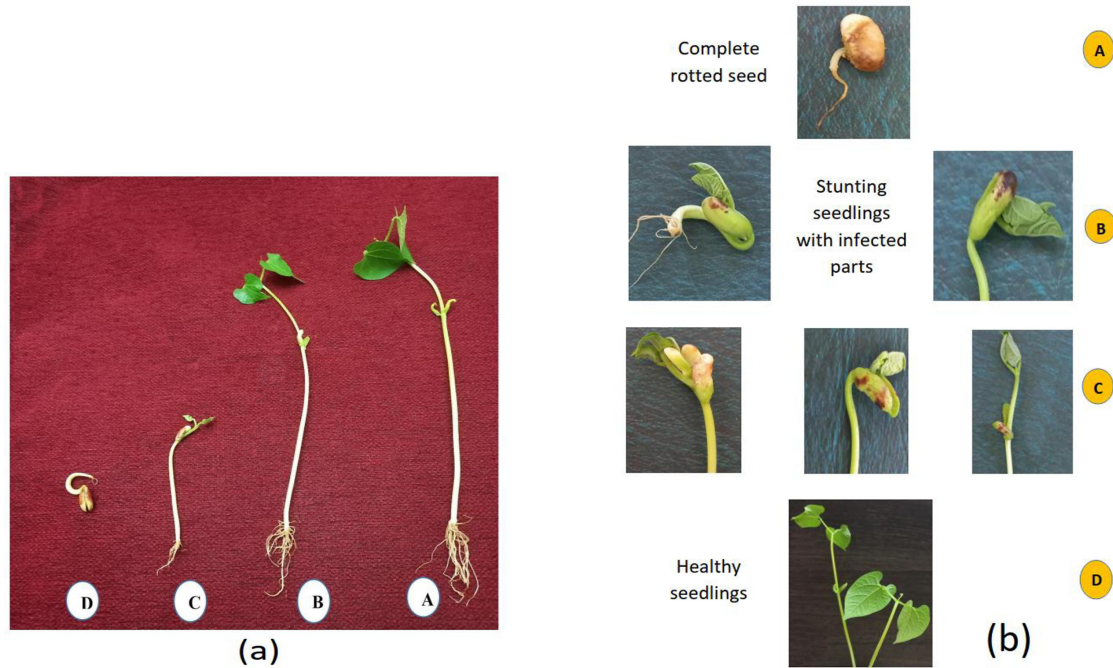 Complete
rotted seed
A
Stunting
seedlings
with infected
parts
B
C
Healthy
seedlings
D
D
C
B
A
(a)
(b)